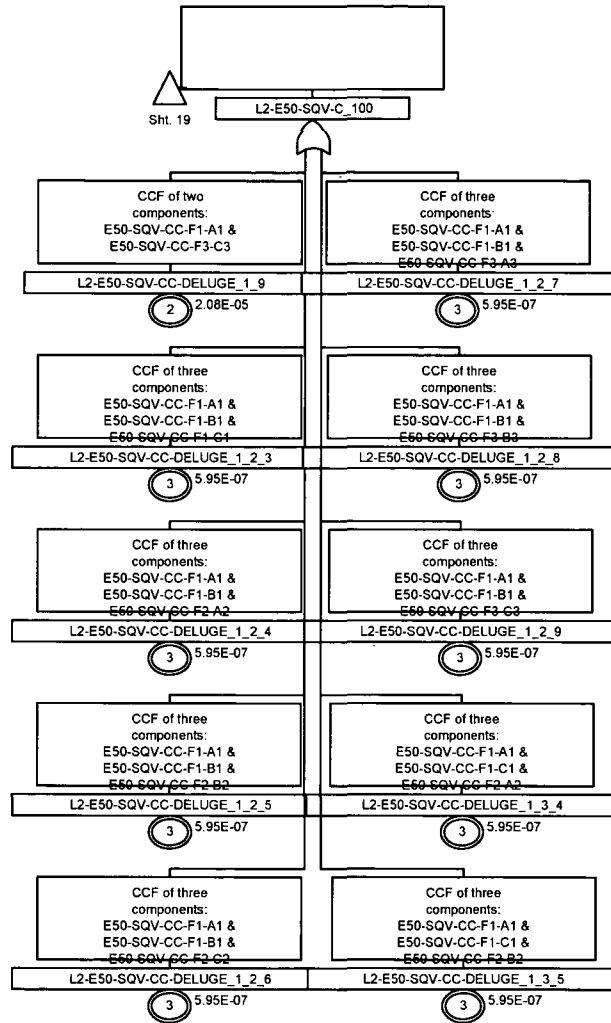 L2-E50-SQV-C_100
Sht. 19
CCF of two
components:
E50-SQV-CC-F1-A1 &
E50-SQV-CC-F3-C3
L2-E50-SQV-CC-DELUGE_1_9
2
2.08E-05
CCF of three
components:
E50-SQV-CC-F1-A1 &
E50-SQV-CC-F1-B1 &
E50-SQV-CC-F3-A3
L2-E50-SQV-CC-DELUGE_1_2_7
3
5.95E-07
CCF of three
components:
E50-SQV-CC-F1-A1 &
E50-SQV-CC-F1-B1 &
E50-SQV-CC-F1-C1
L2-E50-SQV-CC-DELUGE_1_2_3
3
5.95E-07
CCF of three
components:
E50-SQV-CC-F1-A1 &
E50-SQV-CC-F1-B1 &
E50-SQV-CC-F3-B3
L2-E50-SQV-CC-DELUGE_1_2_8
3
5.95E-07
CCF of three
components:
E50-SQV-CC-F1-A1 &
E50-SQV-CC-F1-B1 &
E50-SQV-CC-F2-A2
L2-E50-SQV-CC-DELUGE_1_2_4
3
5.95E-07
CCF of three
components:
E50-SQV-CC-F1-A1 &
E50-SQV-CC-F1-B1 &
E50-SQV-CC-F3-C3
L2-E50-SQV-CC-DELUGE_1_2_9
3
5.95E-07
CCF of three
components:
E50-SQV-CC-F1-A1 &
E50-SQV-CC-F1-B1 &
E50-SQV-CC-F2-B2
L2-E50-SQV-CC-DELUGE_1_2_5
3
5.95E-07
CCF of three
components:
E50-SQV-CC-F1-A1 &
E50-SQV-CC-F1-C1 &
E50-SQV-CC-F2-A2
L2-E50-SQV-CC-DELUGE_1_3_4
3
5.95E-07
CCF of three
components:
E50-SQV-CC-F1-A1 &
E50-SQV-CC-F1-B1 &
E50-SQV-CC-F2-C2
L2-E50-SQV-CC-DELUGE_1_2_6
3
5.95E-07
CCF of three
components:
E50-SQV-CC-F1-A1 &
E50-SQV-CC-F1-C1 &
E50-SQV-CC-F2-B2
L2-E50-SQV-CC-DELUGE_1_3_5
3
5.95E-07